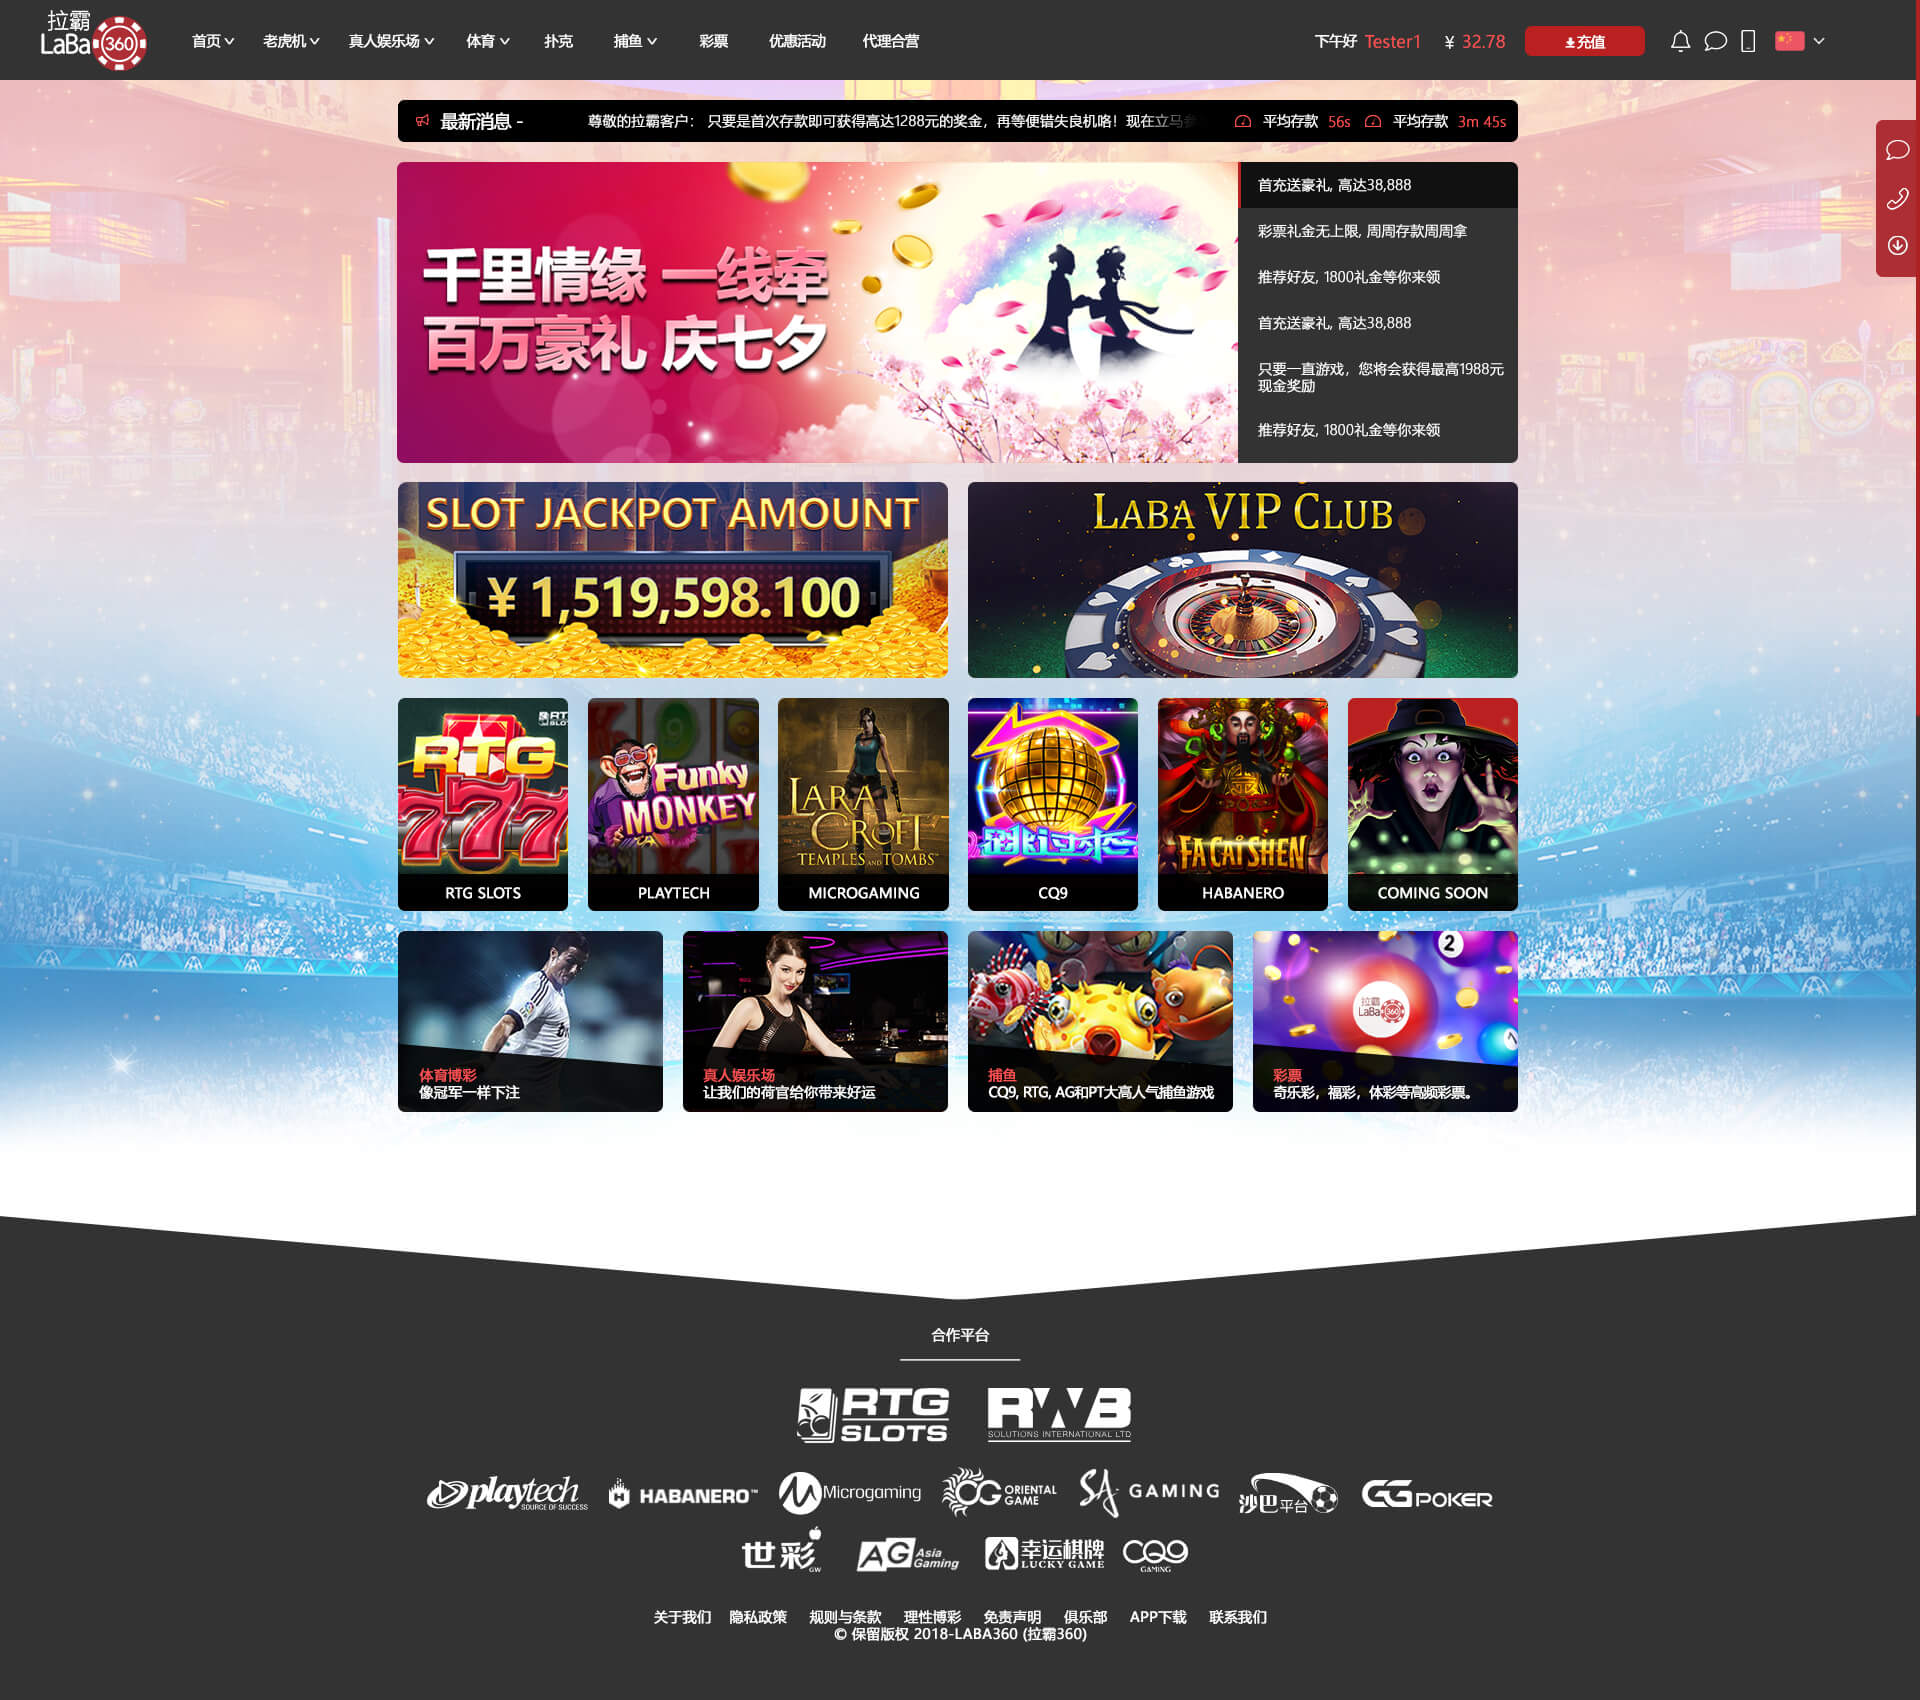 拉霸
LaBa 360
首页 老虎机 真人娱乐场 体育 扑克 捕鱼 彩票 优惠活动 代理合营
下午好 Tester1 ¥ 32.78 充值
最新消息 - 尊敬的拉霸客户： 只要是首次存款即可获得高达1288元的奖金，再等便错失良机咯！现在立马参 平均存款 56s 平均存款 3m 45s
千里情缘 一线牵
百万豪礼 庆七夕
首充送豪礼, 高达38,888
彩票礼金无上限, 周周存款周周拿
推荐好友, 1800礼金等你来领
首充送豪礼, 高达38,888
只要一直游戏，您将会获得最高1988元
现金奖励
推荐好友, 1800礼金等你来领
SLOT JACKPOT AMOUNT
¥ 1,519,598.100
LABA VIP CLUB
RTG
777
RTG SLOTS
Funky
MONKEY
PLAYTECH
LARA
CROFT
TEMPLES AND TOMBS™
MICROGAMING
跳过来
CQ9
FA CAI SHEN
HABANERO
COMING SOON
体育博彩
像冠军一样下注
真人娱乐场
让我们的荷官给你带来好运
捕鱼
CQ9, RTG, AG和PT大高人气捕鱼游戏
2
拉霸
LaBa 360
彩票
奇乐彩，福彩，体彩等高频彩票。
合作平台
RTG
SLOTS
RWB
SOLUTIONS INTERNATIONAL LTD
playtech
SOURCE OF SUCCESS
HABANERO™
Microgaming
OG ORIENTAL
GAME
SA GAMING
沙巴平台
GG POKER
世彩
GW
AG Asia
Gaming
幸运棋牌
LUCKY GAME
CQ9
GAMING
关于我们 隐私政策 规则与条款 理性博彩 免责声明 俱乐部 APP下载 联系我们
© 保留版权 2018-LABA360 (拉霸360)